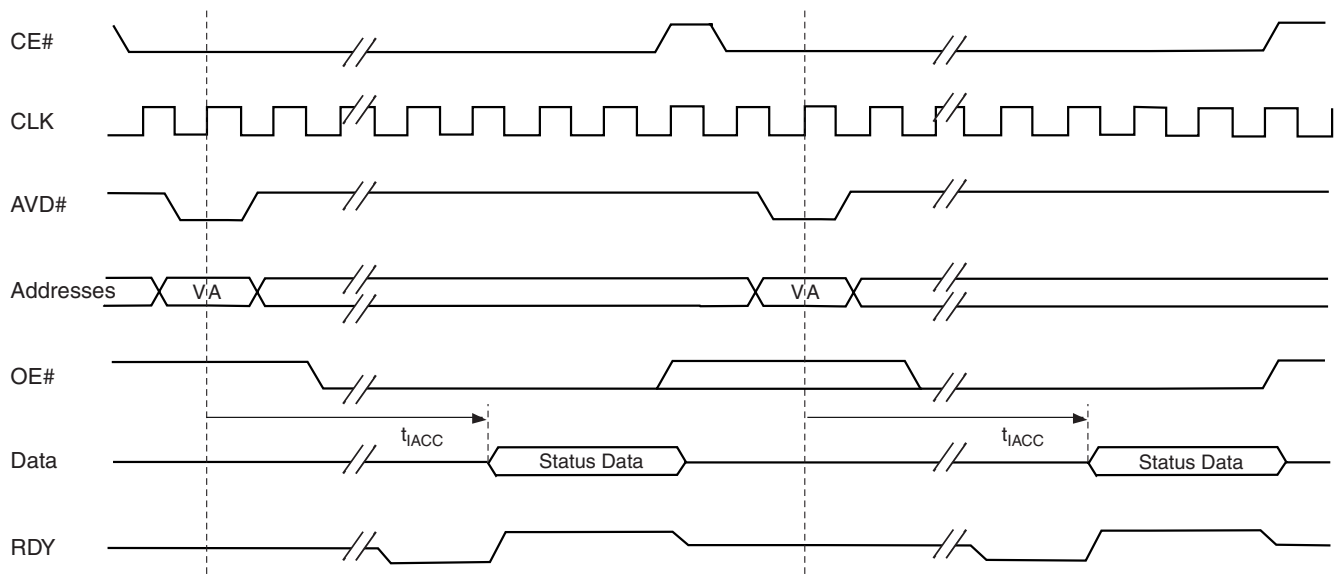 CE#
CLK
AVD#
Addresses VA VA
OE#
tIACC tIACC
Data Status Data Status Data
RDY